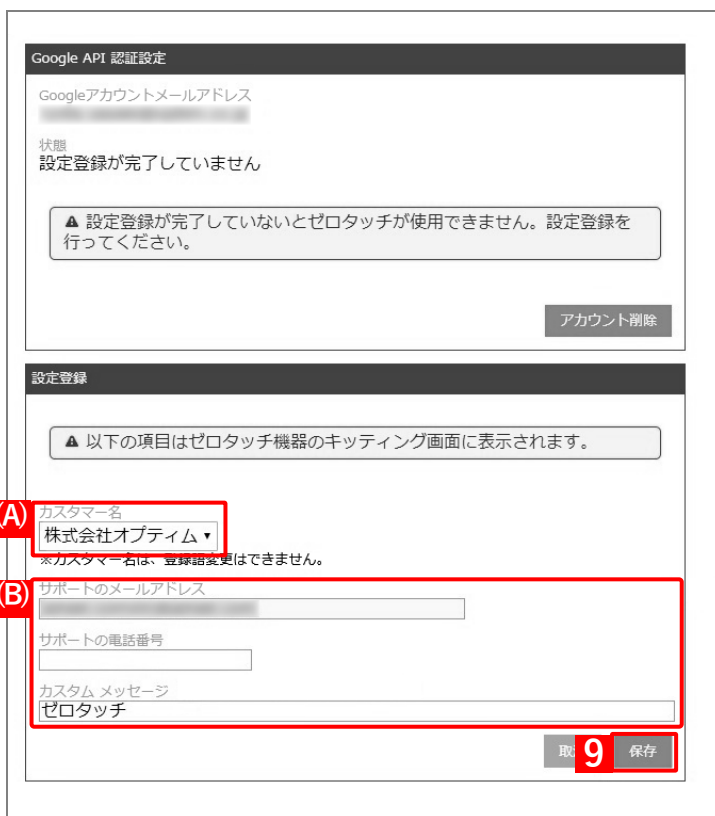 Google API 認証設定
Googleアカウントメールアドレス
状態
設定登録が完了していません
▲ 設定登録が完了していないとゼロタッチが使用できません。設定登録を
行ってください。
アカウント削除
設定登録
▲ 以下の項目はゼロタッチ機器のキッティング画面に表示されます。
(A)
カスタマー名
株式会社オプティム ▾
※カスタマー名は、登録語変更はできません。
(B)
サポートのメールアドレス
サポートの電話番号
カスタム メッセージ
ゼロタッチ
取
9
保存